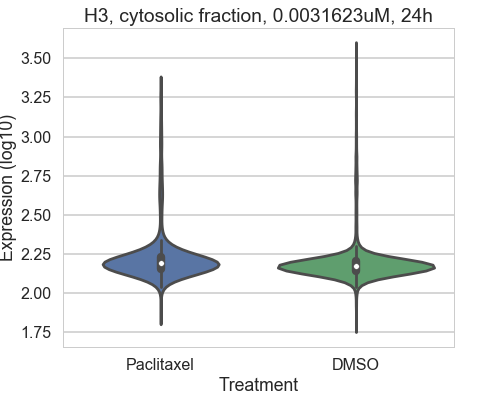 H3, cytosolic fraction, 0.0031623uM, 24h
Expression (log10)
3.50
3.25
3.00
2.75
2.50
2.25
2.00
1.75
Paclitaxel DMSO
Treatment